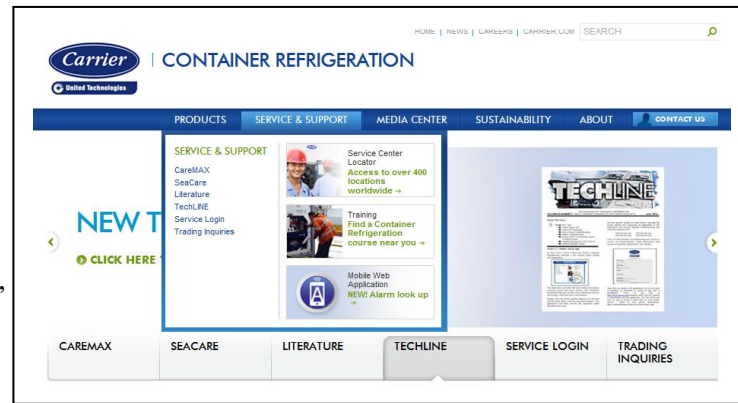 HOME | NEWS | CAREERS | CARRIER.COM SEARCH
Carrier
United Technologies
CONTAINER REFRIGERATION
PRODUCTS SERVICE & SUPPORT MEDIA CENTER SUSTAINABILITY ABOUT CONTACT US
SERVICE & SUPPORT
CareMAX
SeaCare
Literature
TechLINE
Service Login
Trading Inquiries
Service Center
Locator
Access to over 400
locations
worldwide →
Training
Find a Container
Refrigeration
course near you →
Mobile Web
Application
NEW! Alarm look up
→
NEW T
CLICK HERE
TECHLINE
,
CAREMAX SEACARE LITERATURE TECHLINE SERVICE LOGIN TRADING
INQUIRIES